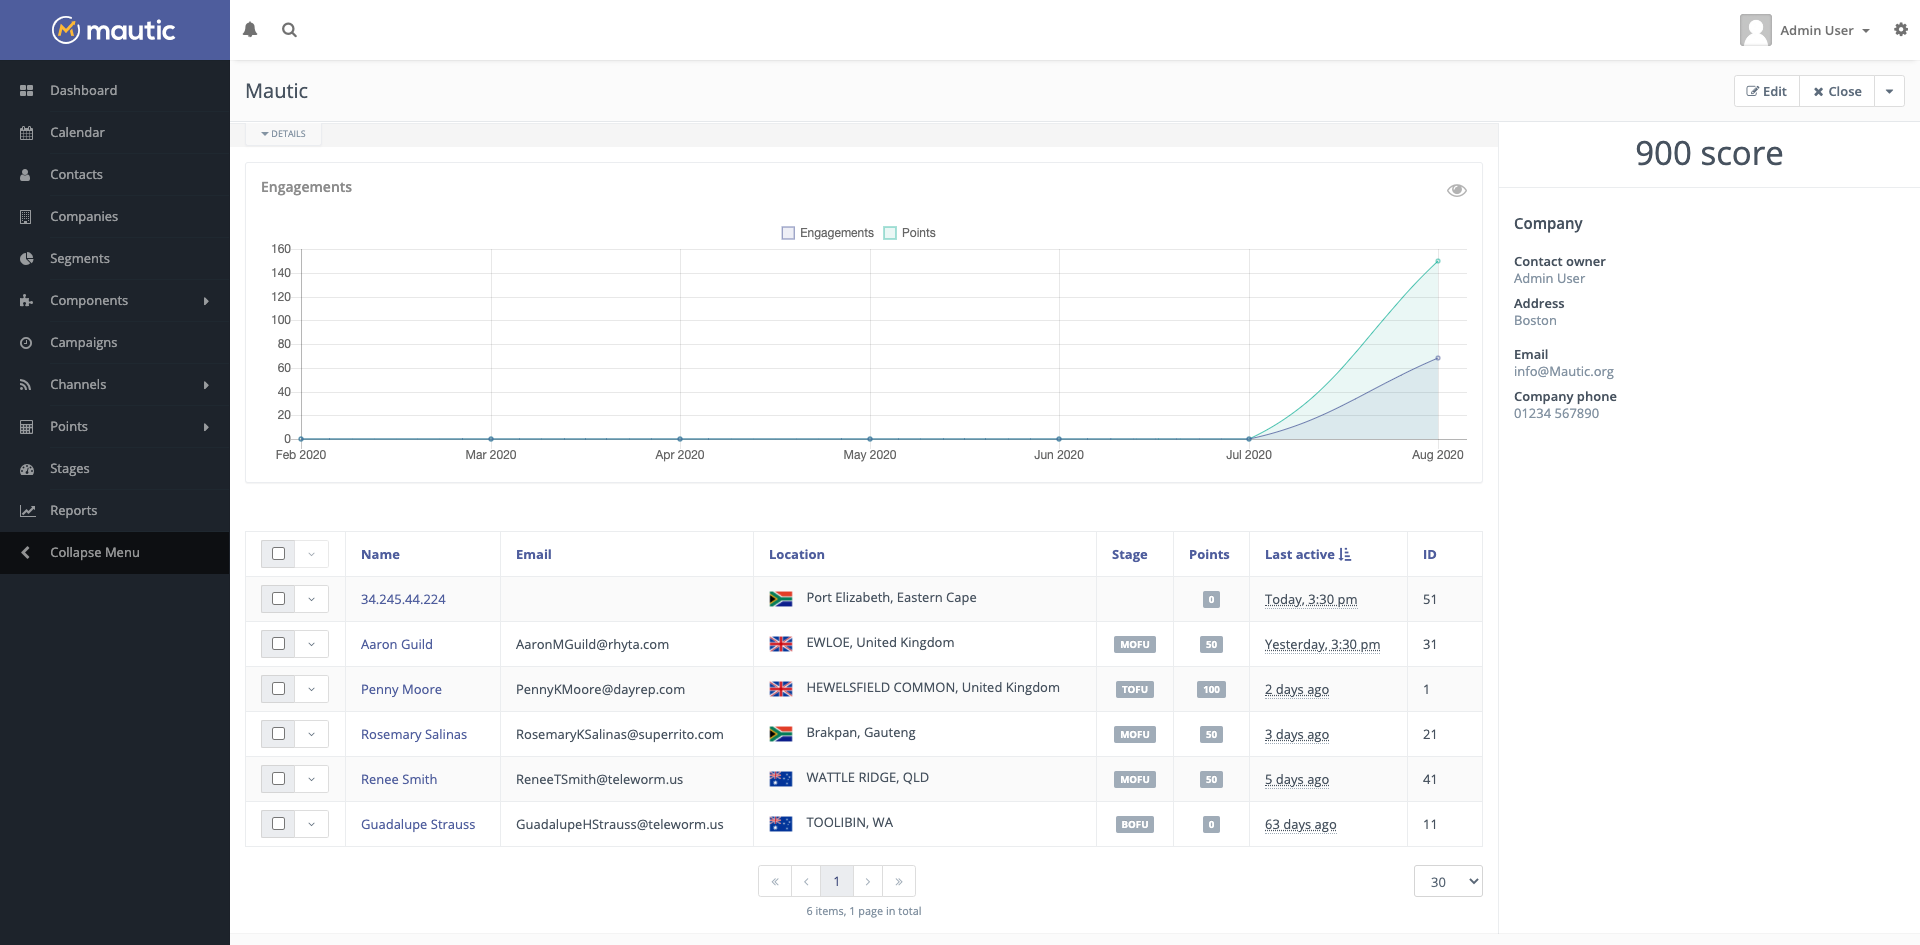 mautic
Admin User
Dashboard
Calendar
Contacts
Companies
Segments
Components
Campaigns
Channels
Points
Stages
Reports
Collapse Menu
Mautic
Edit
Close
DETAILS
Engagements
Engagements Points
160
140
120
100
80
60
40
20
0
Feb 2020 Mar 2020 Apr 2020 May 2020 Jun 2020 Jul 2020 Aug 2020
Name Email Location Stage Points Last active ID
34.245.44.224 Port Elizabeth, Eastern Cape 0 Today, 3:30 pm 51
Aaron Guild AaronMGuild@rhyta.com EWLOE, United Kingdom MOFU 50 Yesterday, 3:30 pm 31
Penny Moore PennyKMoore@dayrep.com HEWELSFIELD COMMON, United Kingdom TOFU 100 2 days ago 1
Rosemary Salinas RosemaryKSalinas@superrito.com Brakpan, Gauteng MOFU 50 3 days ago 21
Renee Smith ReneeTSmith@teleworm.us WATTLE RIDGE, QLD MOFU 50 5 days ago 41
Guadalupe Strauss GuadalupeHStrauss@teleworm.us TOOLIBIN, WA BOFU 0 63 days ago 11
« ‹ 1 › »
6 items, 1 page in total
30
900 score
Company
Contact owner
Admin User
Address
Boston
Email
info@Mautic.org
Company phone
01234 567890